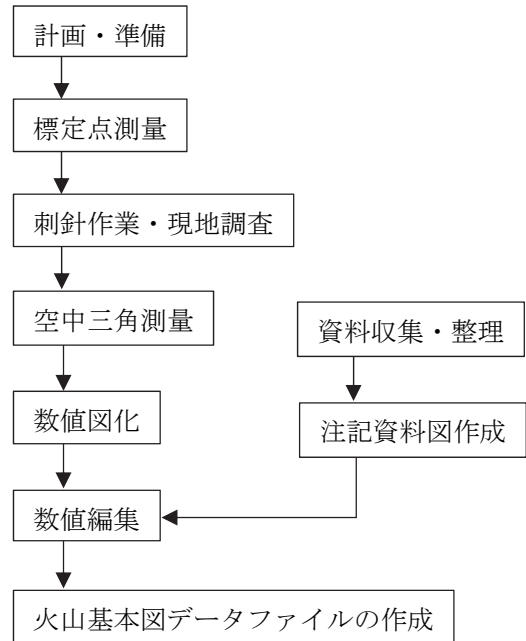 計画・準備
標定点測量
刺針作業・現地調査
空中三角測量
資料収集・整理
数値図化
注記資料図作成
数値編集
火山基本図データファイルの作成